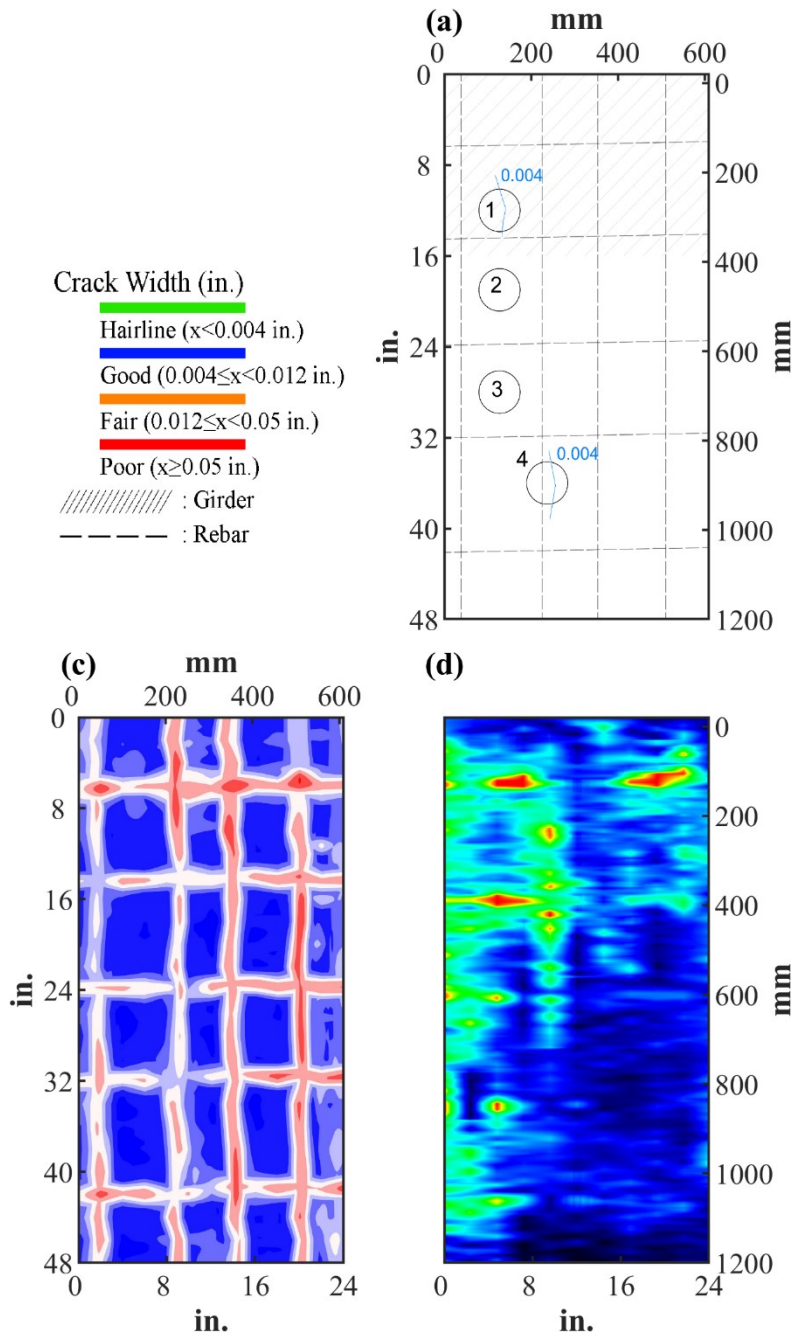 (a)
mm
0 200 400 600
0
8
16
24
32
40
48
in.
0
200
400
600
800
1000
1200
mm
0.004
1
2
3
4
0.004
Crack Width (in.)
Hairline (x<0.004 in.)
Good (0.004≤x<0.012 in.)
Fair (0.012≤x<0.05 in.)
Poor (x≥0.05 in.)
: Girder
: Rebar
(c)
mm
0 200 400 600
0
8
16
24
32
40
48
in.
0 8 16 24
in.
(d)
200
400
600
800
1000
1200
mm
0 8 16 24
in.